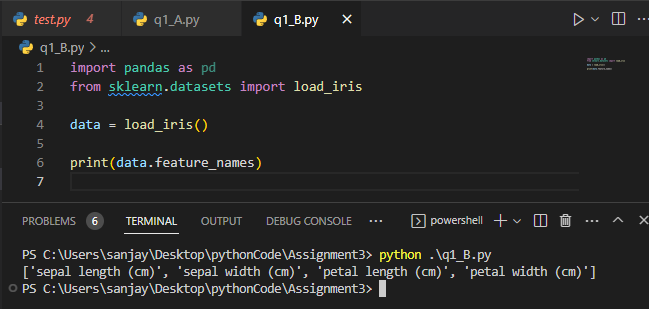 test.py 4 q1_A.py q1_B.py
q1_B.py > ...
1 import pandas as pd
2 from sklearn.datasets import load_iris
3
4 data = load_iris()
5
6 print(data.feature_names)
7
PROBLEMS 6 TERMINAL OUTPUT DEBUG CONSOLE ... powershell
PS C:\Users\sanjay\Desktop\pythonCode\Assignment3> python .\q1_B.py
['sepal length (cm)', 'sepal width (cm)', 'petal length (cm)', 'petal width (cm)']
PS C:\Users\sanjay\Desktop\pythonCode\Assignment3>